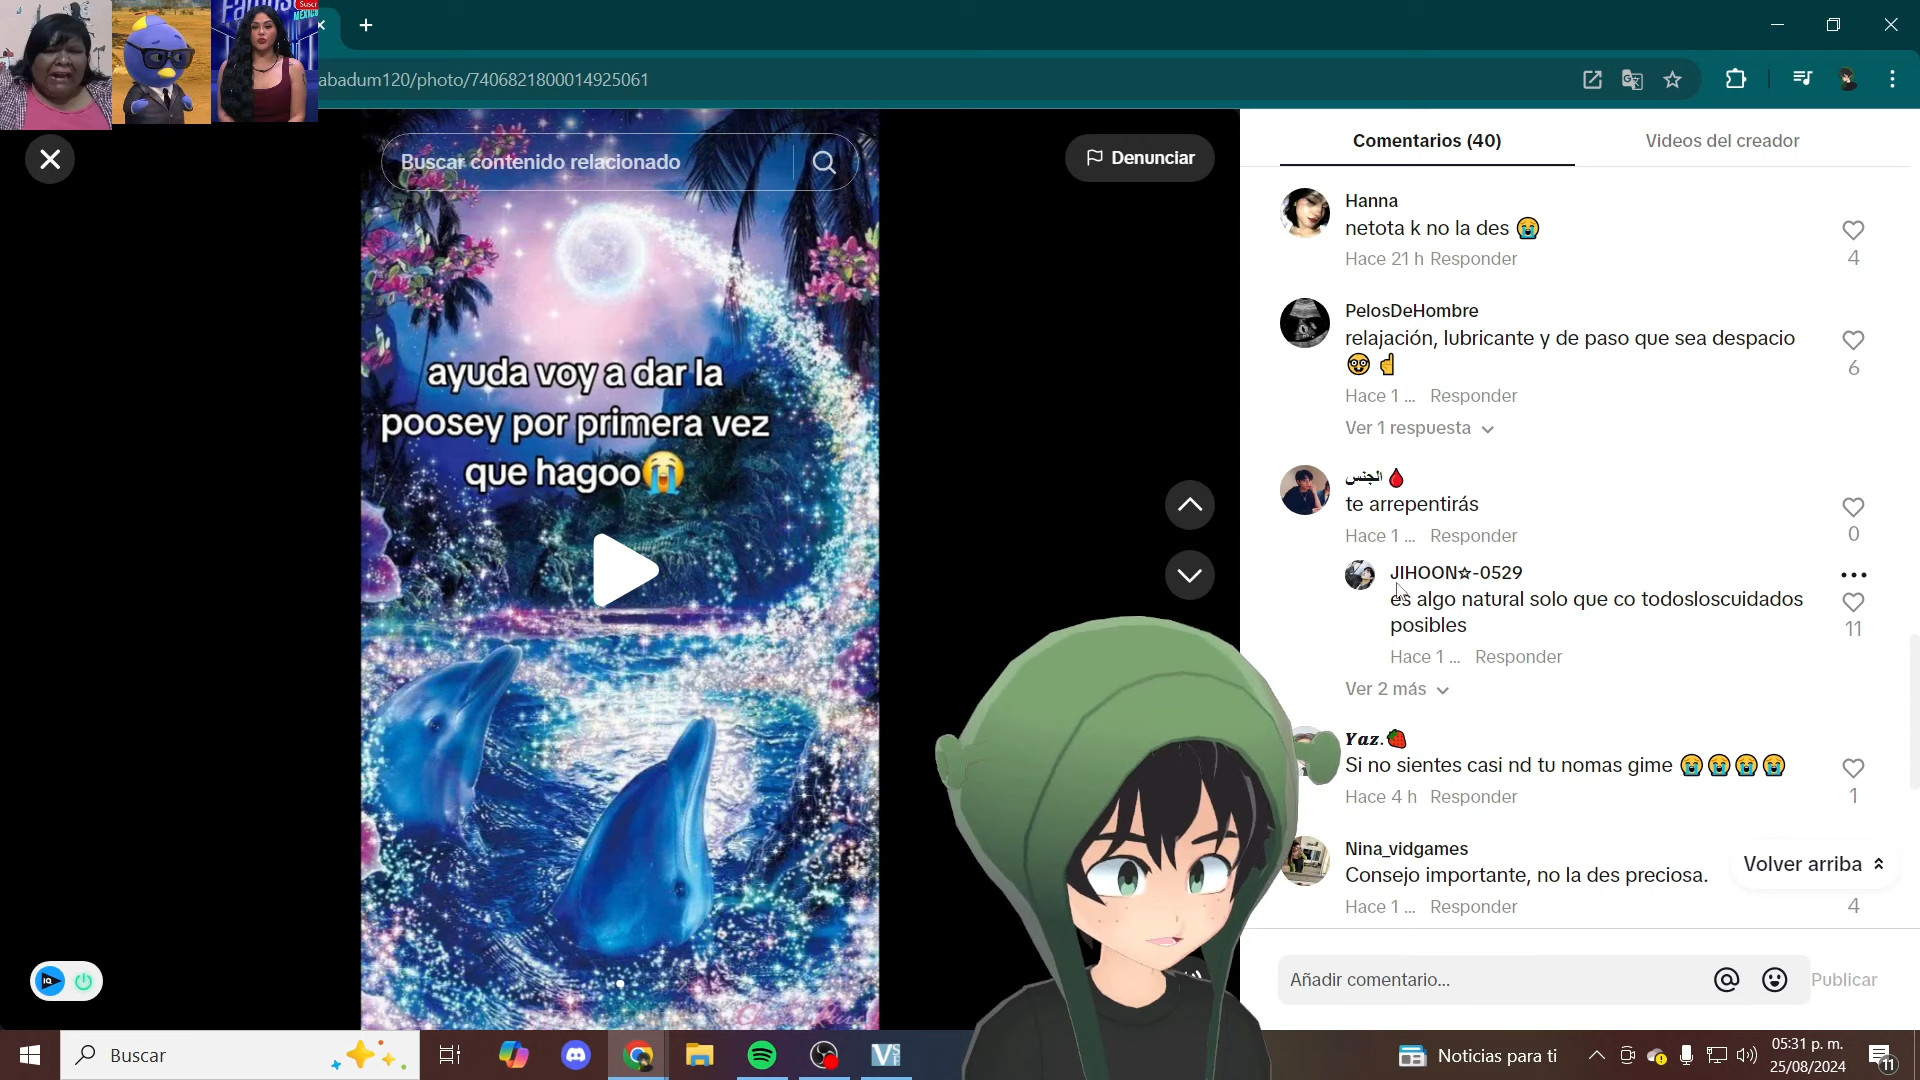 Famosos
Suscr
MÉXICO
abadum120/photo/7406821800014925061
Buscar contenido relacionado
Denunciar
ayuda voy a dar la
poosey por primera vez
que hagoo😭
Comentarios (40)
Videos del creador
Hanna
netota k no la des 😭
Hace 21 h Responder
4
PelosDeHombre
relajación, lubricante y de paso que sea despacio
🤓☝️
Hace 1 ... Responder
6
Ver 1 respuesta
الجنس🩸
te arrepentirás
Hace 1 ... Responder
0
JIHOON☆-0529
es algo natural solo que co todosloscuidados
posibles
Hace 1 ... Responder
11
Ver 2 más
𝒀𝒂𝒛.🍓
Si no sientes casi nd tu nomas gime 😭😭😭😭
Hace 4 h Responder
1
Nina_vidgames
Consejo importante, no la des preciosa.
Hace 1 ... Responder
4
Volver arriba
Añadir comentario...
Publicar
IQ
Buscar
Noticias para ti
05:31 p. m.
25/08/2024
11